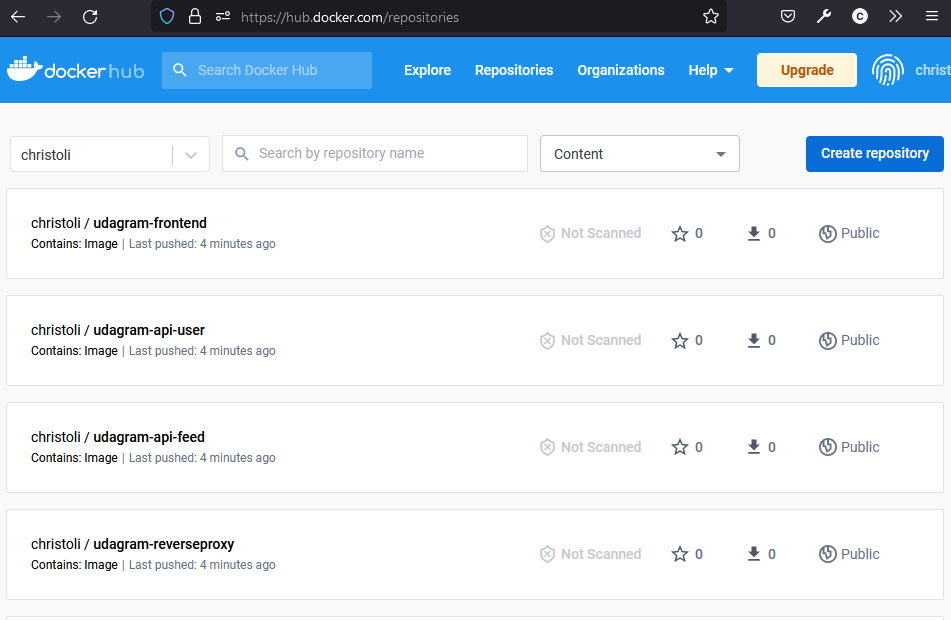 https://hub.docker.com/repositories
C
docker hub
Search Docker Hub
Explore
Repositories
Organizations
Help
Upgrade
christ
christoli
Search by repository name
Content
Create repository
christoli / udagram-frontend
Contains: Image | Last pushed: 4 minutes ago
Not Scanned
0
0
Public
christoli / udagram-api-user
Contains: Image | Last pushed: 4 minutes ago
Not Scanned
0
0
Public
christoli / udagram-api-feed
Contains: Image | Last pushed: 4 minutes ago
Not Scanned
0
0
Public
christoli / udagram-reverseproxy
Contains: Image | Last pushed: 4 minutes ago
Not Scanned
0
0
Public